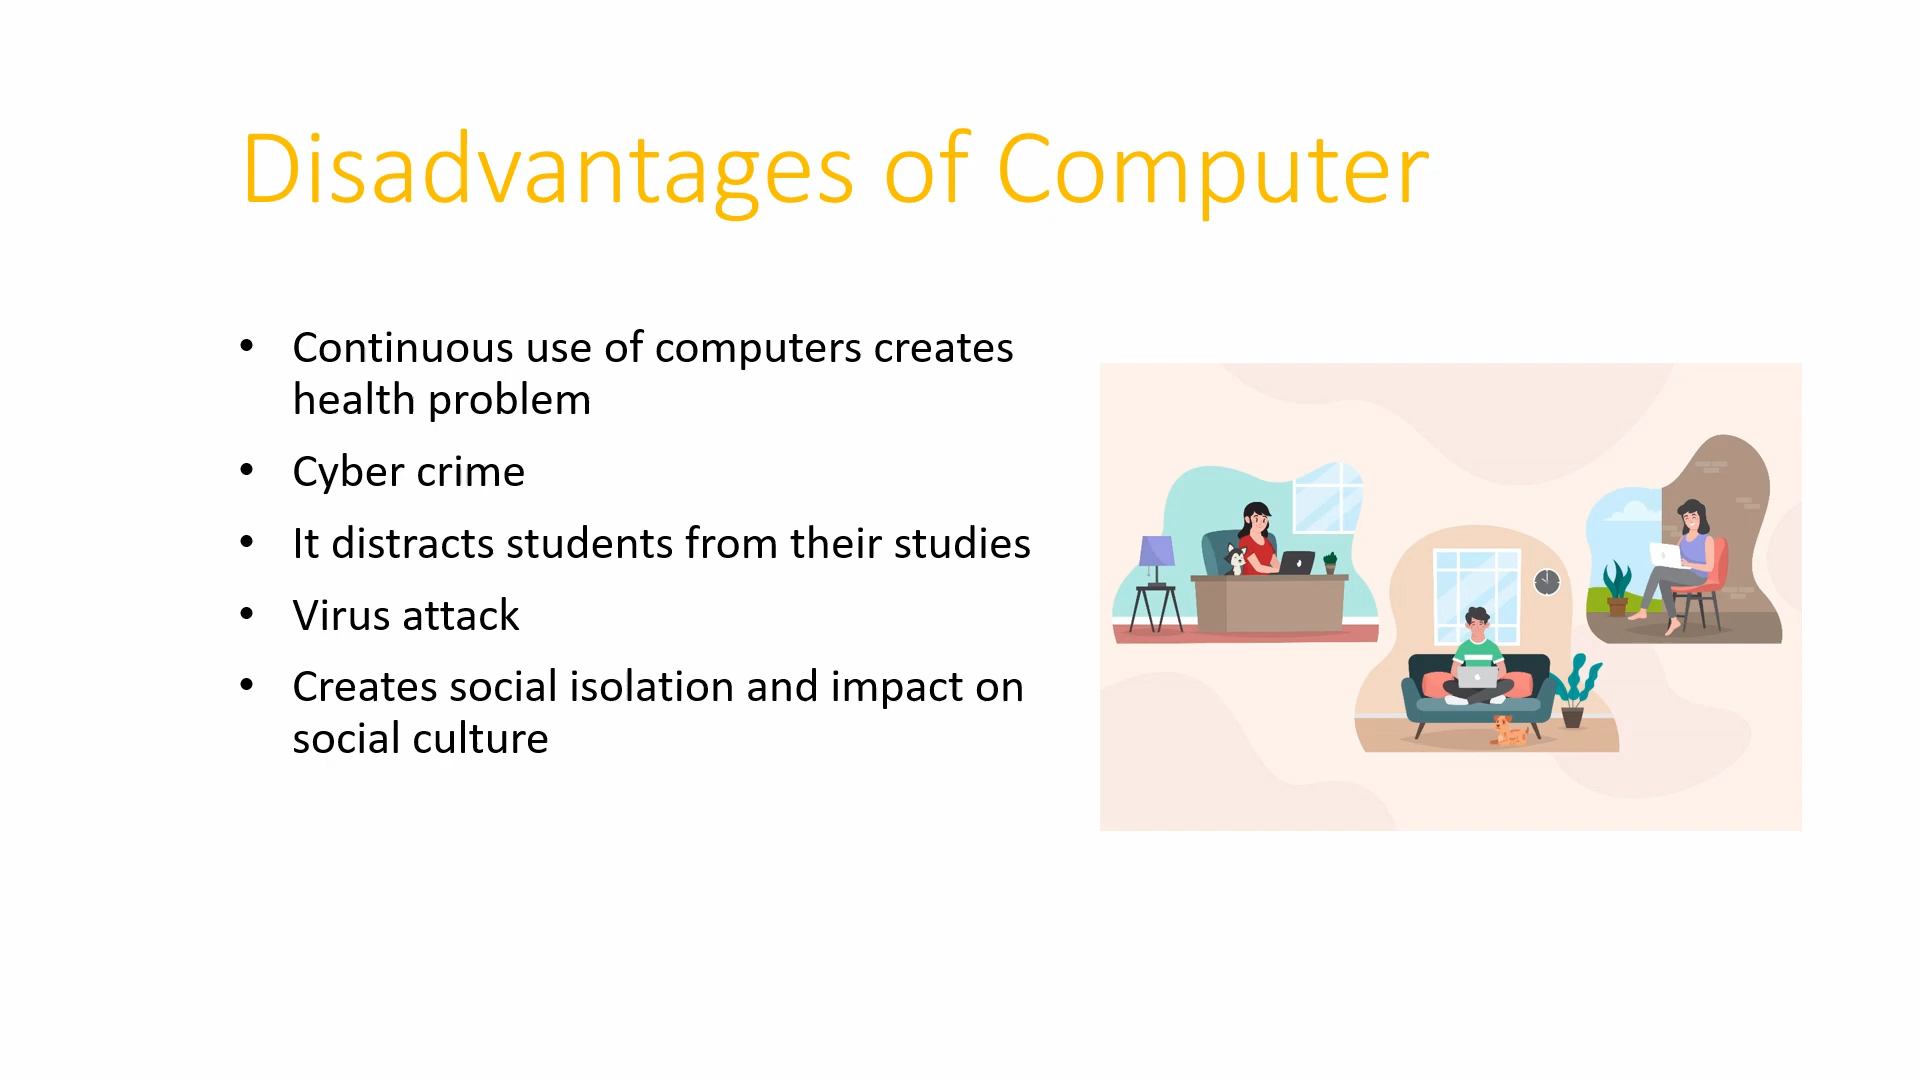 Disadvantages of Computer
• Continuous use of computers creates
health problem
• Cyber crime
• It distracts students from their studies
• Virus attack
• Creates social isolation and impact on
social culture